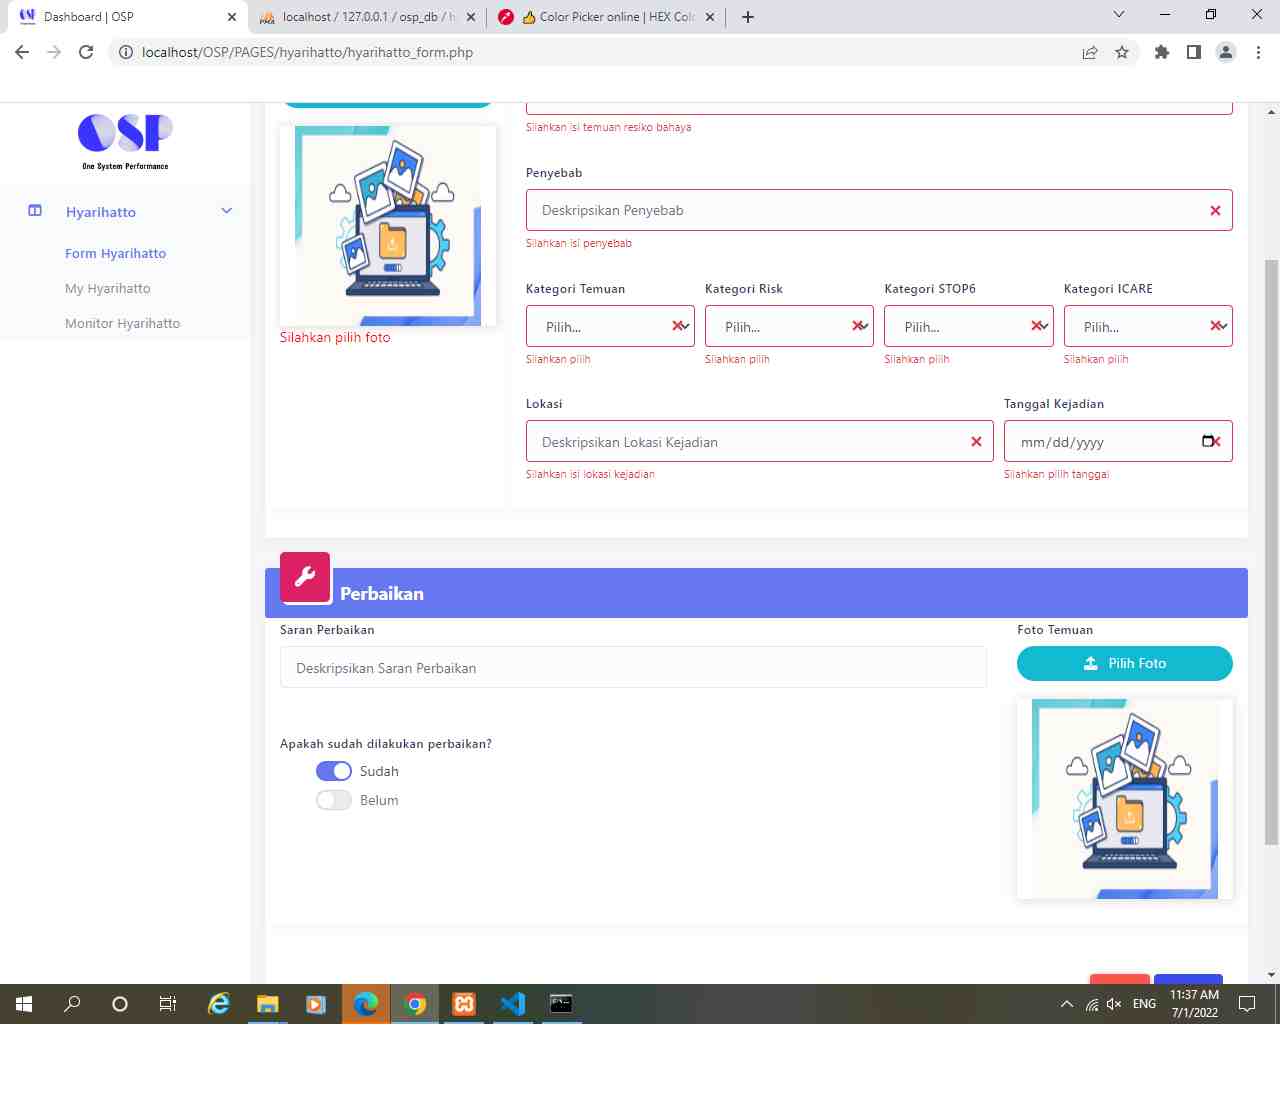 Dashboard | OSP
localhost / 127.0.0.1 / osp_db / h
Color Picker online | HEX Col
localhost/OSP/PAGES/hyarihatto/hyarihatto_form.php
OSP
One System Performance
Hyarihatto
Form Hyarihatto
My Hyarihatto
Monitor Hyarihatto
Silahkan pilih foto
Silahkan isi temuan resiko bahaya
Penyebab
Deskripsikan Penyebab
Silahkan isi penyebab
Kategori Temuan Kategori Risk Kategori STOP6 Kategori ICARE
Pilih... Pilih... Pilih... Pilih...
Silahkan pilih Silahkan pilih Silahkan pilih Silahkan pilih
Lokasi Tanggal Kejadian
Deskripsikan Lokasi Kejadian mm/dd/yyyy
Silahkan isi lokasi kejadian Silahkan pilih tanggal
Perbaikan
Saran Perbaikan Foto Temuan
Deskripsikan Saran Perbaikan Pilih Foto
Apakah sudah dilakukan perbaikan?
Sudah
Belum
ENG
11:37 AM
7/1/2022